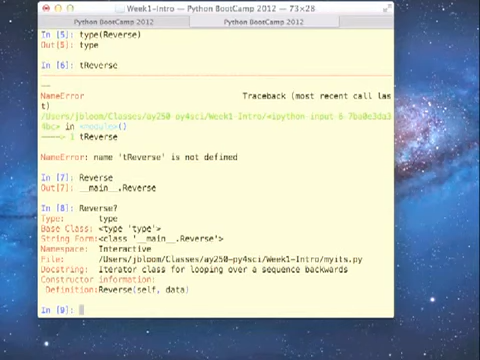 Week1-Intro — Python BootCamp 2012 — 73×28
Python BootCamp 2012 Python BootCamp 2012
In [5]: type(Reverse)
Out[5]: type
In [6]: tReverse
NameError Traceback (most recent call las
t)
/Users/jbloom/Classes/ay250-py4sci/Week1-Intro/<ipython-input-6-7ba0e3da3
4bc> in <module>()
----> 1 tReverse
NameError: name 'tReverse' is not defined
In [7]: Reverse
Out[7]: __main__.Reverse
In [8]: Reverse?
Type: type
Base Class: <type 'type'>
String Form:<class '__main__.Reverse'>
Namespace: Interactive
File: /Users/jbloom/Classes/ay250-py4sci/Week1-Intro/myits.py
Docstring: Iterator class for looping over a sequence backwards
Constructor information:
Definition:Reverse(self, data)
In [9]: